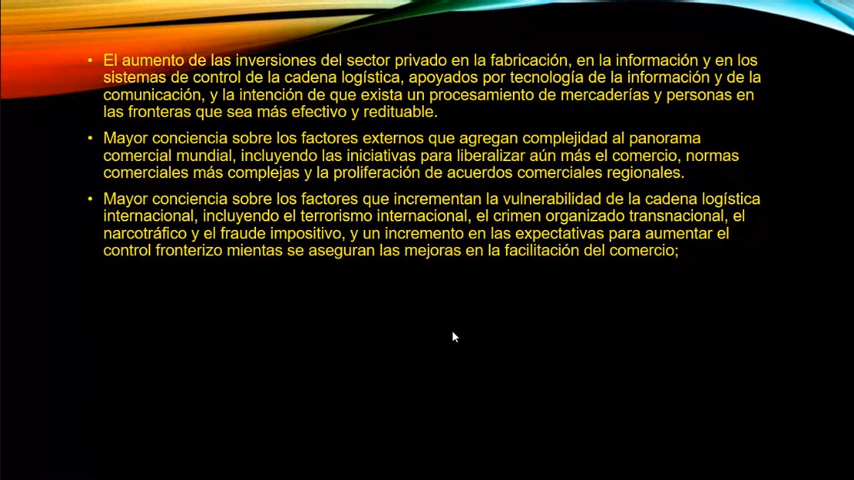 • El aumento de las inversiones del sector privado en la fabricación, en la información y en los
sistemas de control de la cadena logística, apoyados por tecnología de la información y de la
comunicación, y la intención de que exista un procesamiento de mercaderías y personas en
las fronteras que sea más efectivo y redituable.
• Mayor conciencia sobre los factores externos que agregan complejidad al panorama
comercial mundial, incluyendo las iniciativas para liberalizar aún más el comercio, normas
comerciales más complejas y la proliferación de acuerdos comerciales regionales.
• Mayor conciencia sobre los factores que incrementan la vulnerabilidad de la cadena logística
internacional, incluyendo el terrorismo internacional, el crimen organizado transnacional, el
narcotráfico y el fraude impositivo, y un incremento en las expectativas para aumentar el
control fronterizo mientas se aseguran las mejoras en la facilitación del comercio;